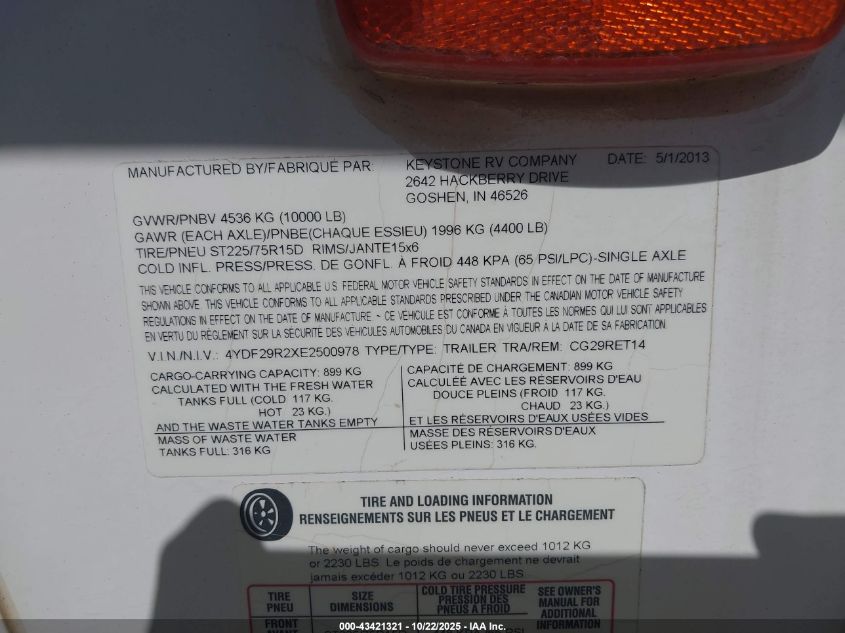 MANUFACTURED BY/FABRIQUÉ PAR: KEYSTONE RV COMPANY DATE: 5/1/2013
2642 HACKBERRY DRIVE
GOSHEN, IN 46526
GVWR/PNBV 4536 KG (10000 LB)
GAWR (EACH AXLE)/PNBE(CHAQUE ESSIEU) 1996 KG (4400 LB)
TIRE/PNEU ST225/75R15D RIMS/JANTE15x6
COLD INFL. PRESS/PRESS. DE GONFL. À FROID 448 KPA (65 PSI/LPC)-SINGLE AXLE
THIS VEHICLE CONFORMS TO ALL APPLICABLE U.S. FEDERAL MOTOR VEHICLE SAFETY STANDARDS IN EFFECT ON THE DATE OF MANUFACTURE
SHOWN ABOVE. THIS VEHICLE CONFORMS TO ALL APPLICABLE STANDARDS PRESCRIBED UNDER THE CANADIAN MOTOR VEHICLE SAFETY
REGULATIONS IN EFFECT ON THE DATE OF MANUFACTURE. - CE VÉHICULE EST CONFORME À TOUTES LES NORMES QUI LUI SONT APPLICABLES
EN VERTU DU RÈGLEMENT SUR LA SÉCURITÉ DES VÉHICULES AUTOMOBILES DU CANADA EN VIGUEUR A LA DATE DE SA FABRICATION.
V.I.N./N.I.V.: 4YDF29R2XE2500978 TYPE/TYPE: TRAILER TRA/REM: CG29RET14
CARGO-CARRYING CAPACITY: 899 KG
CALCULATED WITH THE FRESH WATER
TANKS FULL (COLD 117 KG.
HOT 23 KG.)
AND THE WASTE WATER TANKS EMPTY
MASS OF WASTE WATER
TANKS FULL: 316 KG
CAPACITÉ DE CHARGEMENT: 899 KG
CALCULÉE AVEC LES RÉSERVOIRS D'EAU
DOUCE PLEINS (FROID 117 KG.
CHAUD 23 KG.)
ET LES RÉSERVOIRS D'EAUX USÉES VIDES
MASSE DES RÉSERVOIRS D'EAUX
USÉES PLEINS: 316 KG.
TIRE AND LOADING INFORMATION
RENSEIGNEMENTS SUR LES PNEUS ET LE CHARGEMENT
The weight of cargo should never exceed 1012 KG
or 2230 LBS. Le poids de chargement ne devrait
jamais excéder 1012 KG ou 2230 LBS
TIRE
PNEU
SIZE
DIMENSIONS
COLD TIRE PRESSURE
PRESSION DES
PNEUS A FROID
SEE OWNER'S
MANUAL FOR
ADDITIONAL
INFORMATION
FRONT
000-43421321 - 10/22/2025 - IAA Inc.